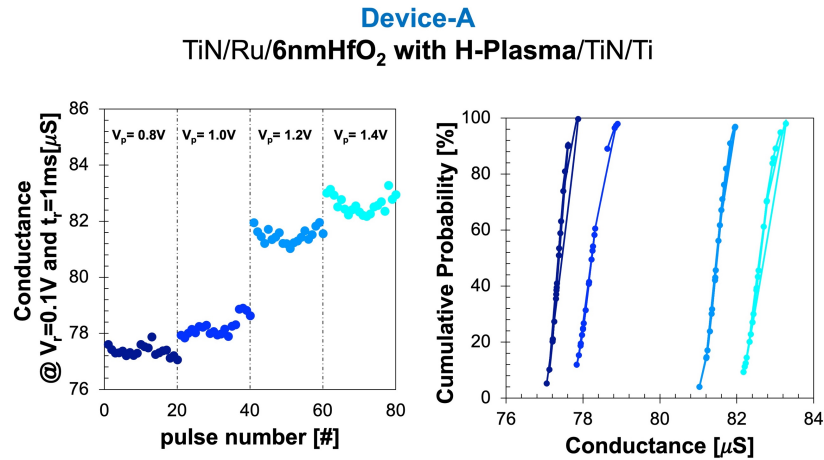 Device-A
TiN/Ru/6nmHfO₂ with H-Plasma/TiN/Ti
Conductance
@ Vᵣ=0.1V and tᵣ=1ms[μS]
86
84
82
80
78
76
Vₚ= 0.8V
Vₚ= 1.0V
Vₚ= 1.2V
Vₚ= 1.4V
0
20
40
60
80
pulse number [#]
Cumulative Probability [%]
100
80
60
40
20
0
76
78
80
82
84
Conductance [μS]